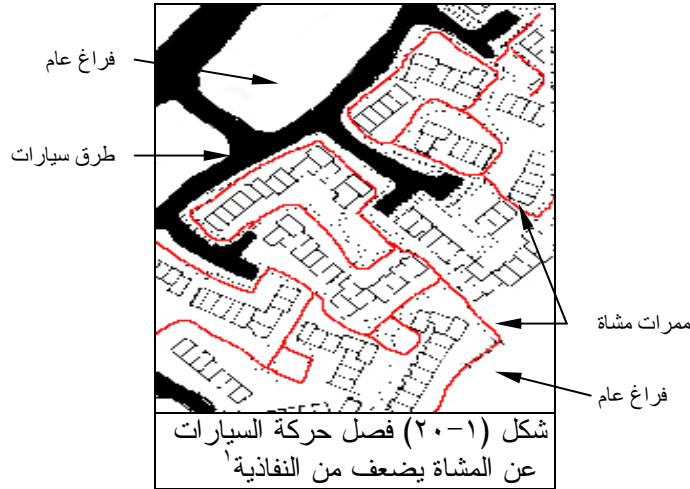 فراغ عام
طرق سيارات
ممرات مشاة
فراغ عام
شكل (١-٢٠) فصل حركة السيارات
عن المشاة يضعف من النفاذية١